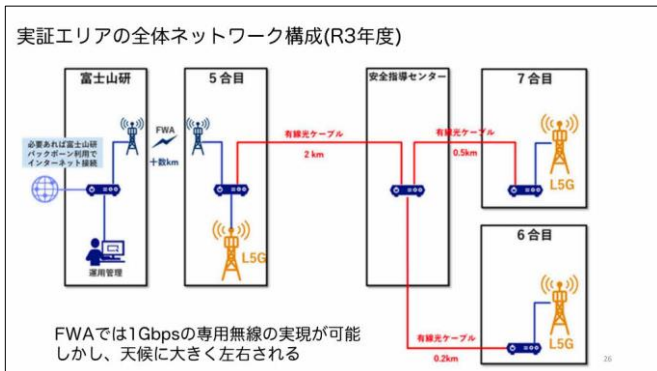 実証エリアの全体ネットワーク構成(R3年度)
富士山研
5合目
安全指導センター
7合目
必要あれば富士山研
バックボーン利用で
インターネット接続
FWA
十数km
有線光ケーブル
2 km
有線光ケーブル
0.5km
L5G
運用管理
L5G
6合目
有線光ケーブル
0.2km
L5G
FWAでは1Gbpsの専用無線の実現が可能
しかし、天候に大きく左右される
26